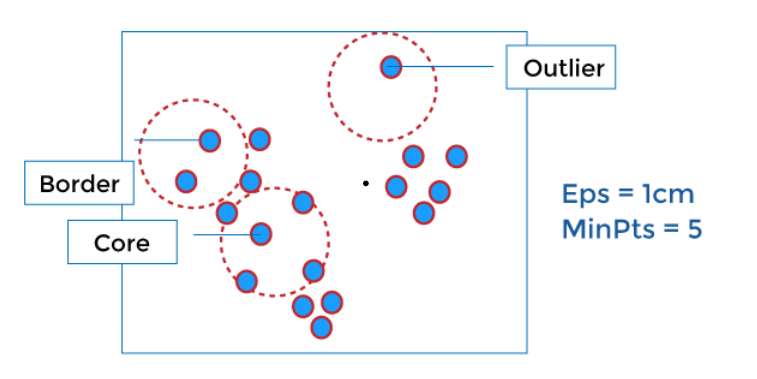 Outlier
Border
Core
Eps = 1cm
MinPts = 5